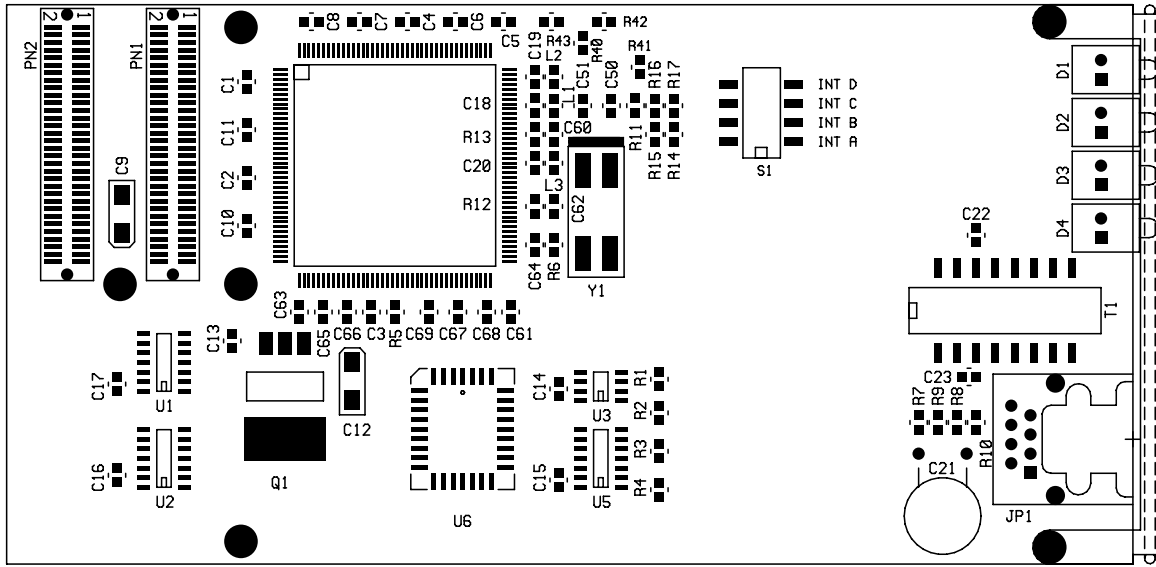 PN2
2
1
PN1
2
1
C9
C8
C7
C4
C6
C5
C19
R43
R40
R42
R41
C1
C11
C2
C10
C18
R13
C20
R12
L2
L1
C51
C50
R16
R17
C60
R11
R15
R14
L3
C62
C64
R6
Y1
INT D
INT C
INT B
INT A
S1
D1
D2
D3
D4
C22
T1
C63
C65
C66
C3
R5
C69
C67
C68
C61
C13
C17
U1
C16
U2
Q1
C12
U6
C14
U3
C15
U5
R1
R2
R3
R4
C23
R7
R9
R8
R10
C21
JP1